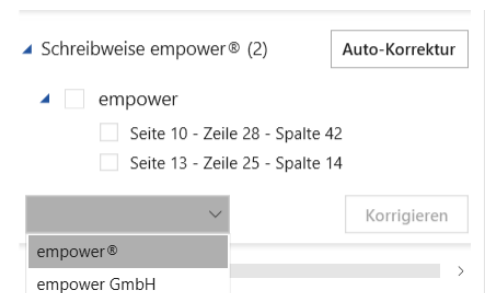 Schreibweise empower® (2)
Auto-Korrektur
empower
Seite 10 - Zeile 28 - Spalte 42
Seite 13 - Zeile 25 - Spalte 14
Korrigieren
empower®
empower GmbH